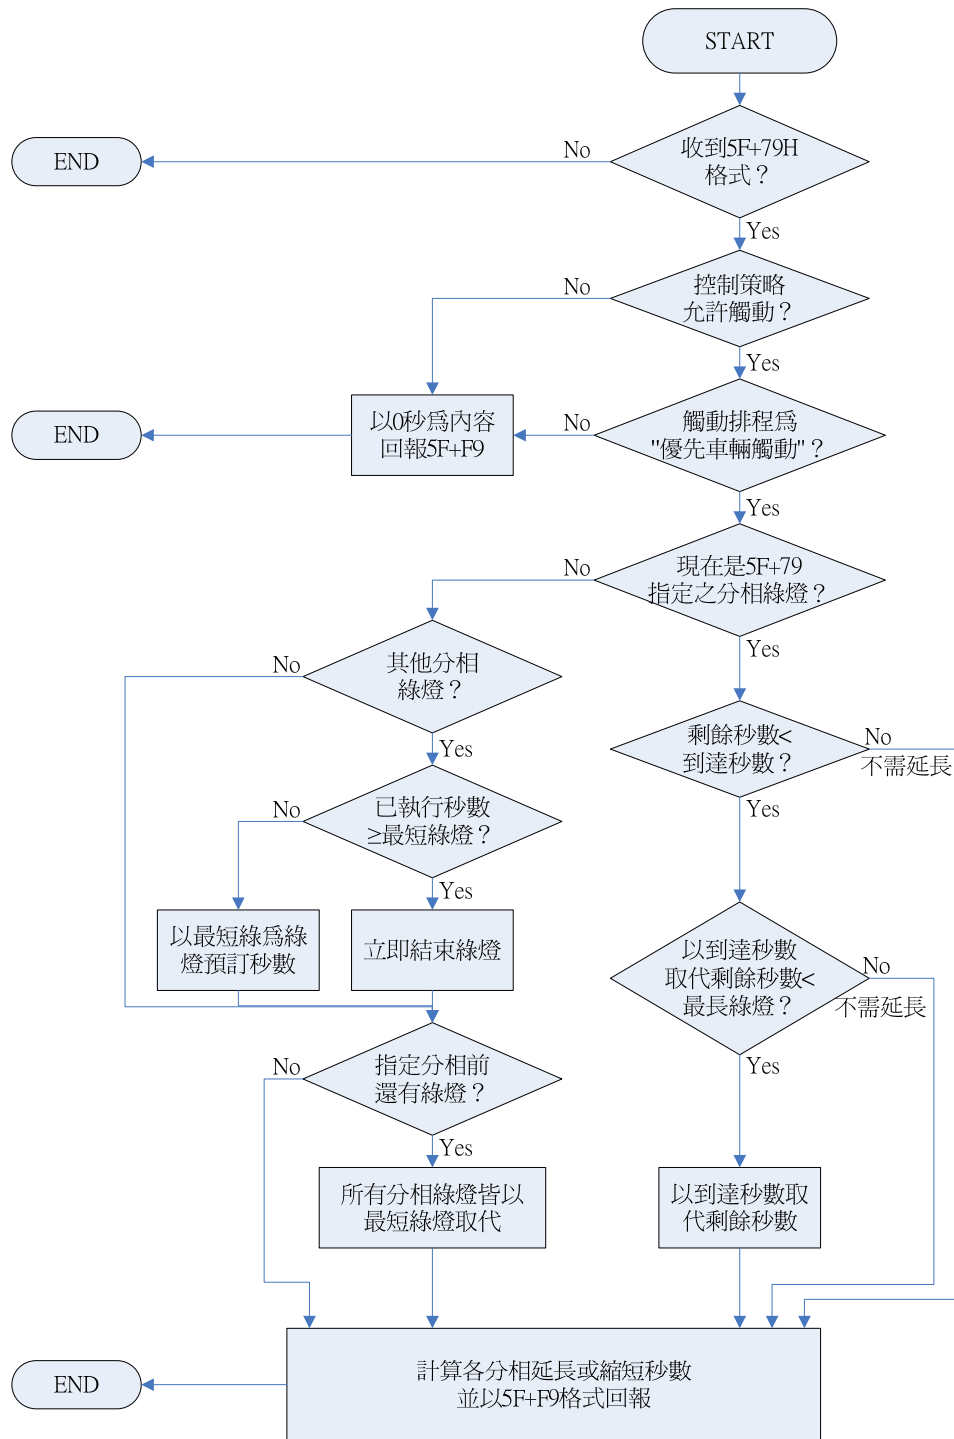 START
收到5F+79H
格式？
No
END
Yes
控制策略
允許觸動？
No
Yes
觸動排程為
"優先車輛觸動"？
No
以0秒為內容
回報5F+F9
END
Yes
現在是5F+79
指定之分相綠燈？
No
Yes
其他分相
綠燈？
No
Yes
剩餘秒數<
到達秒數？
No
不需延長
Yes
已執行秒數
≥最短綠燈？
No
Yes
以最短綠為綠
燈預訂秒數
立即結束綠燈
以到達秒數
取代剩餘秒數<
最長綠燈？
No
不需延長
Yes
指定分相前
還有綠燈？
No
Yes
所有分相綠燈皆以
最短綠燈取代
以到達秒數取
代剩餘秒數
計算各分相延長或縮短秒數
並以5F+F9格式回報
END